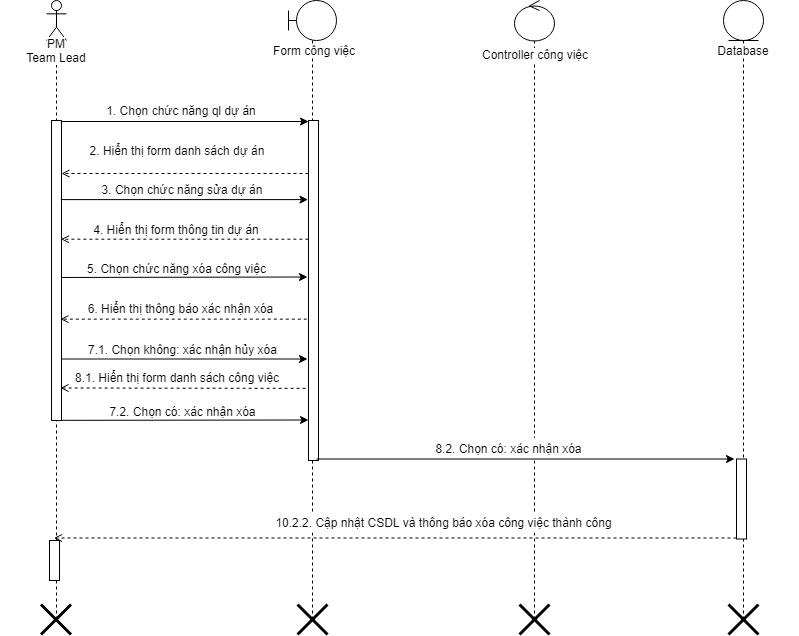 PM
Team Lead
Form công việc
Controller công việc
Database
1. Chọn chức năng ql dự án
2. Hiển thị form danh sách dự án
3. Chọn chức năng sửa dự án
4. Hiển thị form thông tin dự án
5. Chọn chức năng xóa công việc
6. Hiển thị thông báo xác nhận xóa
7.1. Chọn không: xác nhận hủy xóa
8.1. Hiển thị form danh sách công việc
7.2. Chọn có: xác nhận xóa
8.2. Chọn có: xác nhận xóa
10.2.2. Cập nhật CSDL và thông báo xóa công việc thành công